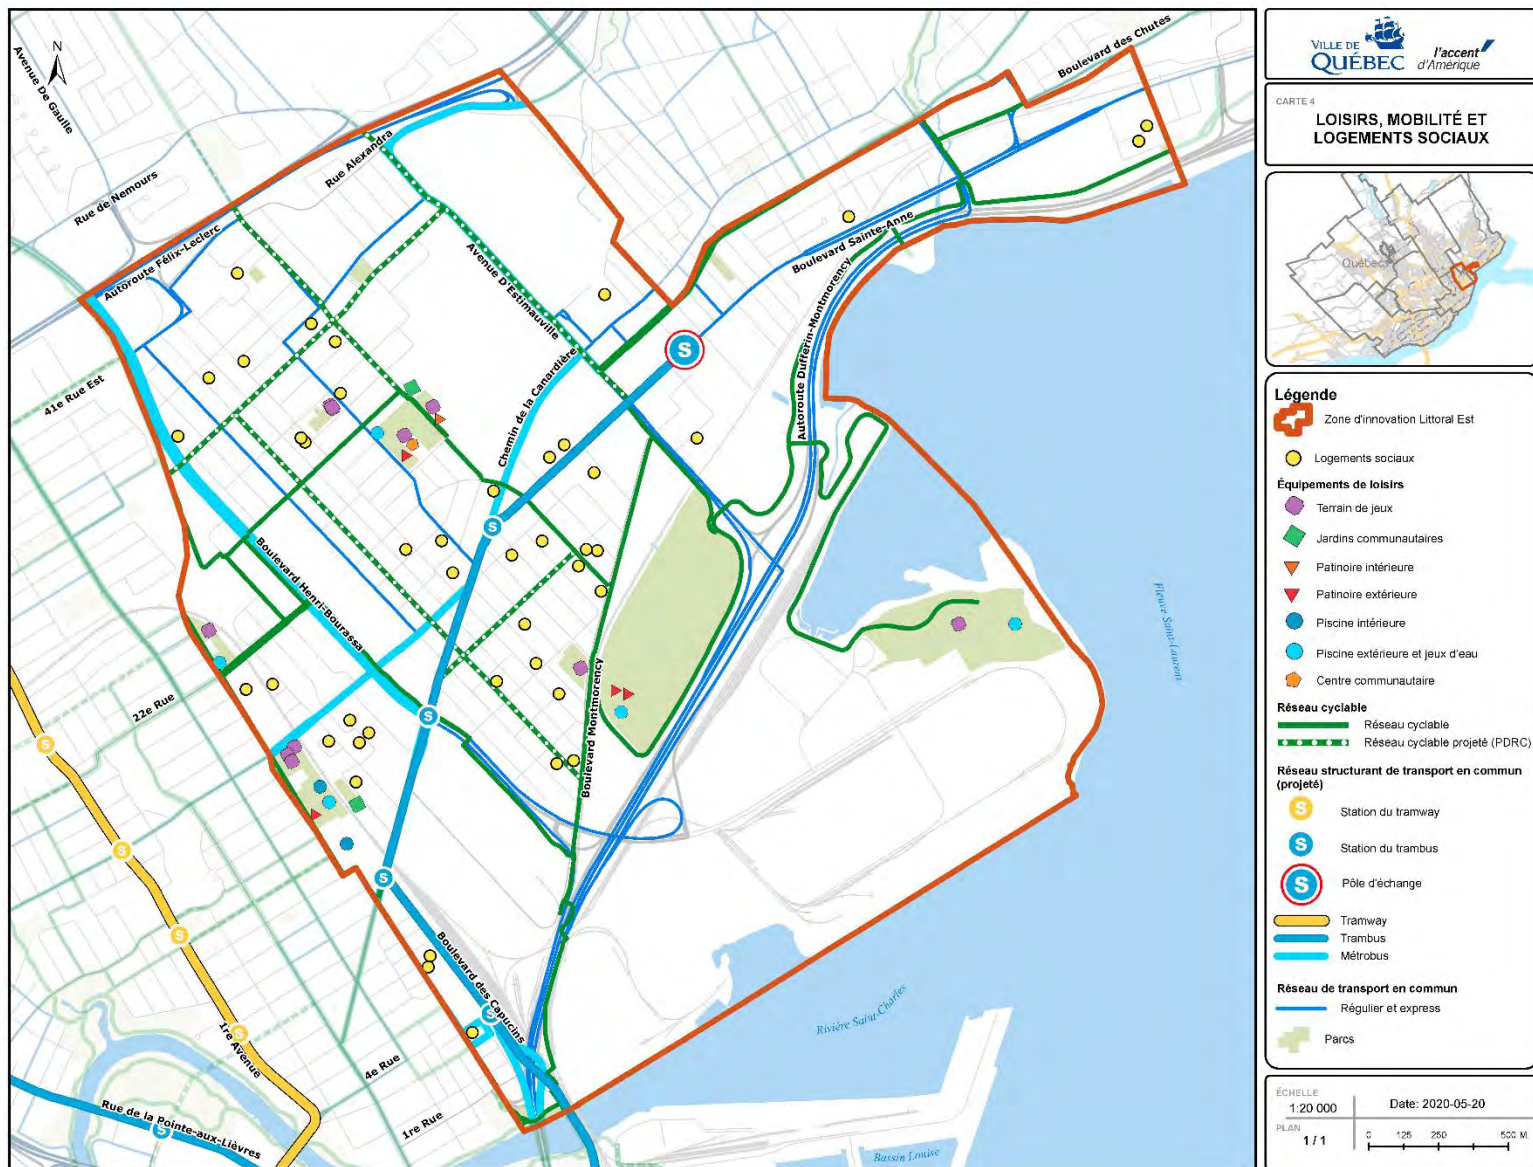 N
Avenue De Gaulle
Rue de Nemours
Rue Alexandra
Autoroute Félix-Leclerc
Avenue D'Estimauville
Boulevard des Chutes
Boulevard Sainte-Anne
Autoroute Dufferin-Montmorency
Chemin de la Canardière
41e Rue Est
Boulevard Henri-Bourassa
22e Rue
Boulevard Montmorency
Boulevard des Capucins
1re Avenue
4e Rue
1re Rue
Rue de la Pointe-aux-Lièvres
Fleuve Saint-Laurent
Rivière Saint-Charles
Bassin Louise
S
S
S
S
S
S
S
S
S
S
VILLE DE
QUÉBEC
l'accent
d'Amérique
CARTE 4
LOISIRS, MOBILITÉ ET
LOGEMENTS SOCIAUX
Québec
Légende
Zone d'innovation Littoral Est
Logements sociaux
Équipements de loisirs
Terrain de jeux
Jardins communautaires
Patinoire intérieure
Patinoire extérieure
Piscine intérieure
Piscine extérieure et jeux d'eau
Centre communautaire
Réseau cyclable
Réseau cyclable
Réseau cyclable projeté (PDRC)
Réseau structurant de transport en commun
(projeté)
S Station du tramway
S Station du trambus
S Pôle d'échange
Tramway
Trambus
Métrobus
Réseau de transport en commun
Régulier et express
Parcs
ÉCHELLE
1:20 000
Date: 2020-05-20
PLAN
1 / 1
0 125 250 500 M.